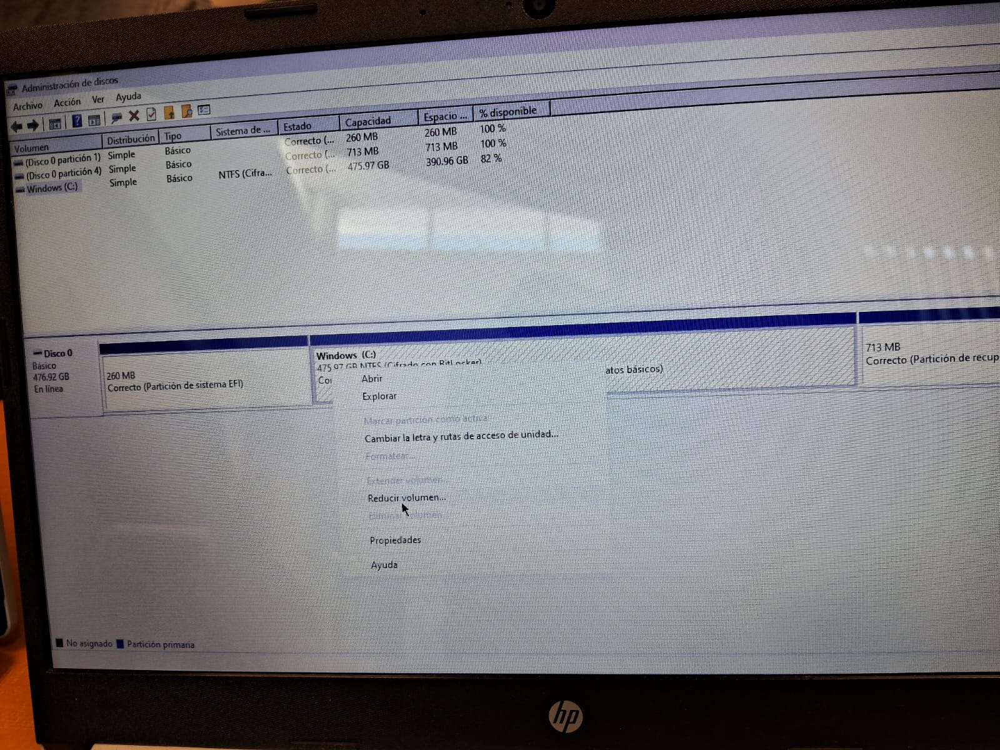 Administración de discos
Archivo Acción Ver Ayuda
Volumen Distribución Tipo Sistema de ... Estado Capacidad Espacio ... % disponible
(Disco 0 partición 1) Simple Básico Correcto (... 260 MB 260 MB 100 %
(Disco 0 partición 4) Simple Básico Correcto (... 713 MB 713 MB 100 %
Windows (C:) Simple Básico NTFS (Cifra... Correcto (... 475.97 GB 390.96 GB 82 %
Disco 0
Básico
476.92 GB
En línea
260 MB
Correcto (Partición de sistema EFI)
Windows (C:)
475.97 GB NTFS (Cifrado con BitLocker)
Cor
atos básicos)
713 MB
Correcto (Partición de recup
Abrir
Explorar
Marcar partición como activa
Cambiar la letra y rutas de acceso de unidad...
Formatear...
Extender volumen...
Reducir volumen...
Eliminar volumen...
Propiedades
Ayuda
No asignado Partición primaria
hp